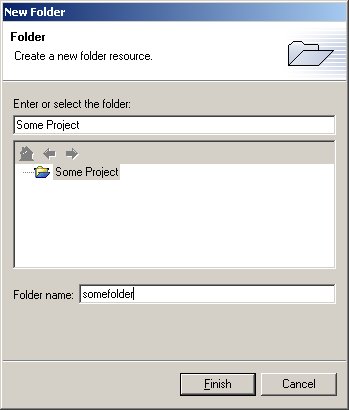 New Folder
Folder
Create a new folder resource.
Enter or select the folder:
Some Project
Some Project
Folder name: somefolder
Finish Cancel